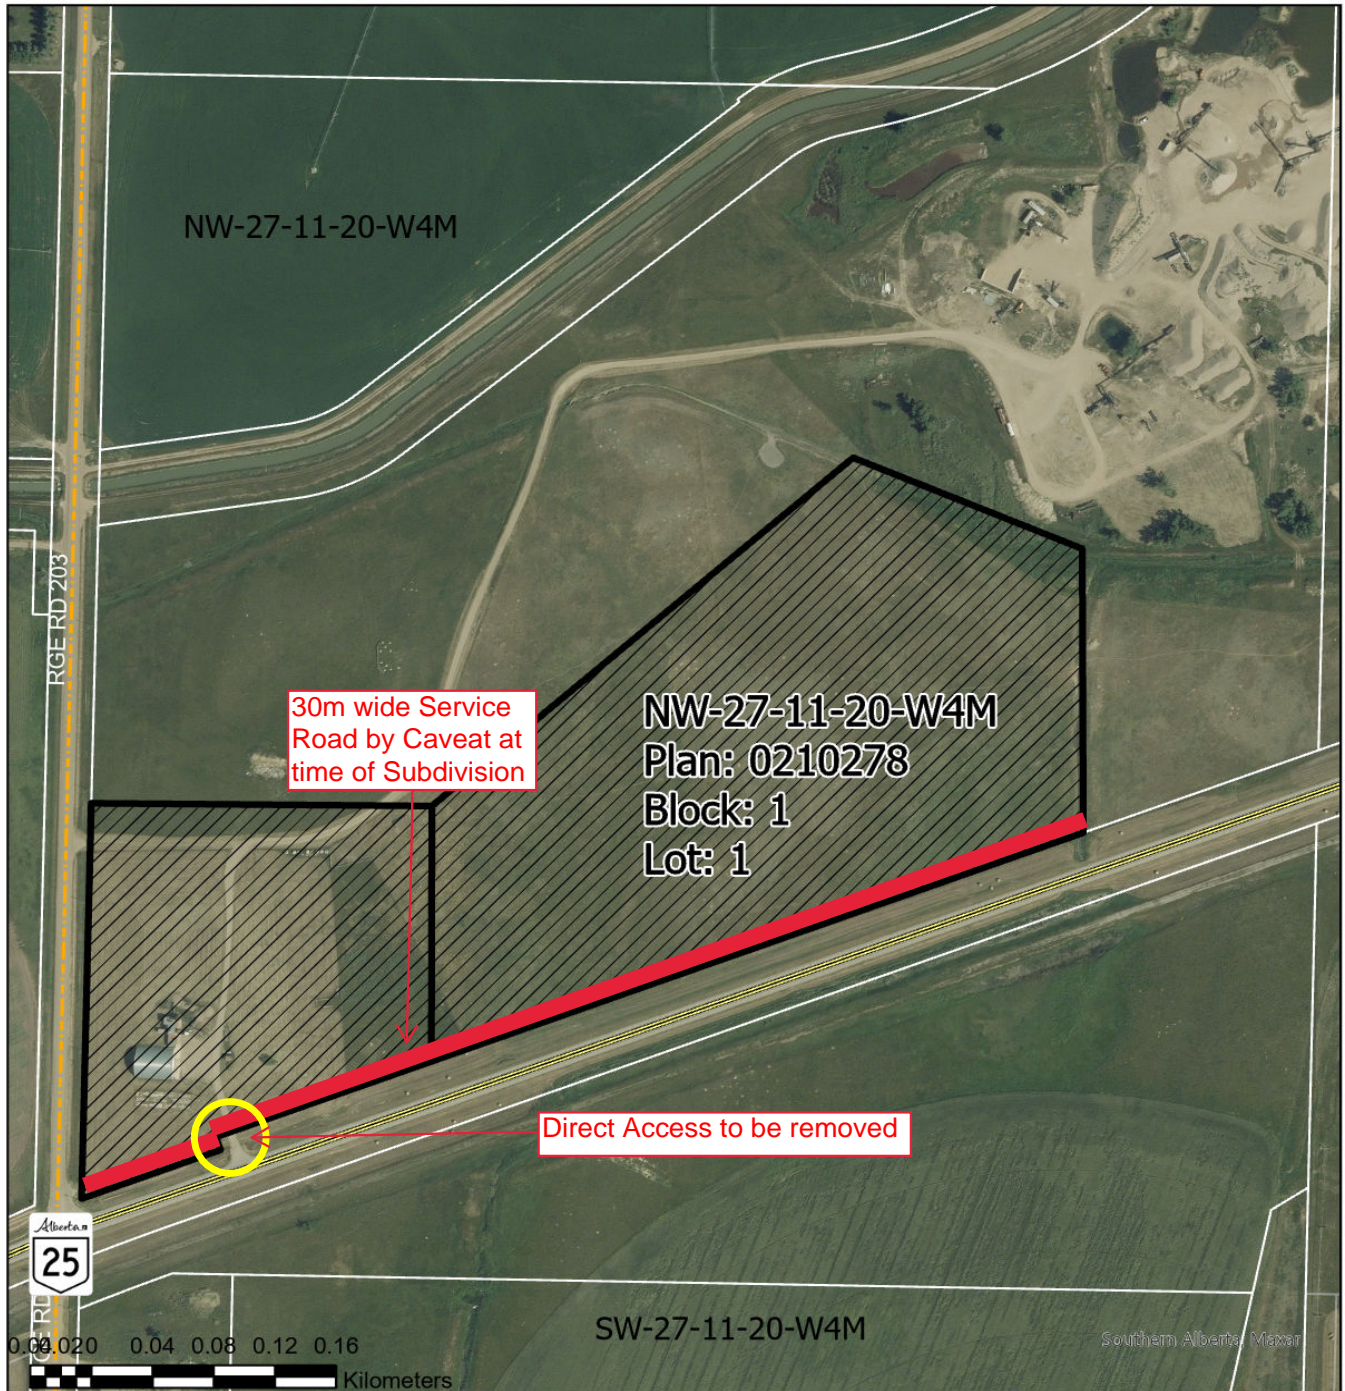 NW-27-11-20-W4M
RGE RD 203
30m wide Service
Road by Caveat at
time of Subdivision
NW-27-11-20-W4M
Plan: 0210278
Block: 1
Lot: 1
Direct Access to be removed
Alberta
25
RGE RD
SW-27-11-20-W4M
0.04 0.08 0.12 0.16
Kilometers
Southern Alberta, Maxar